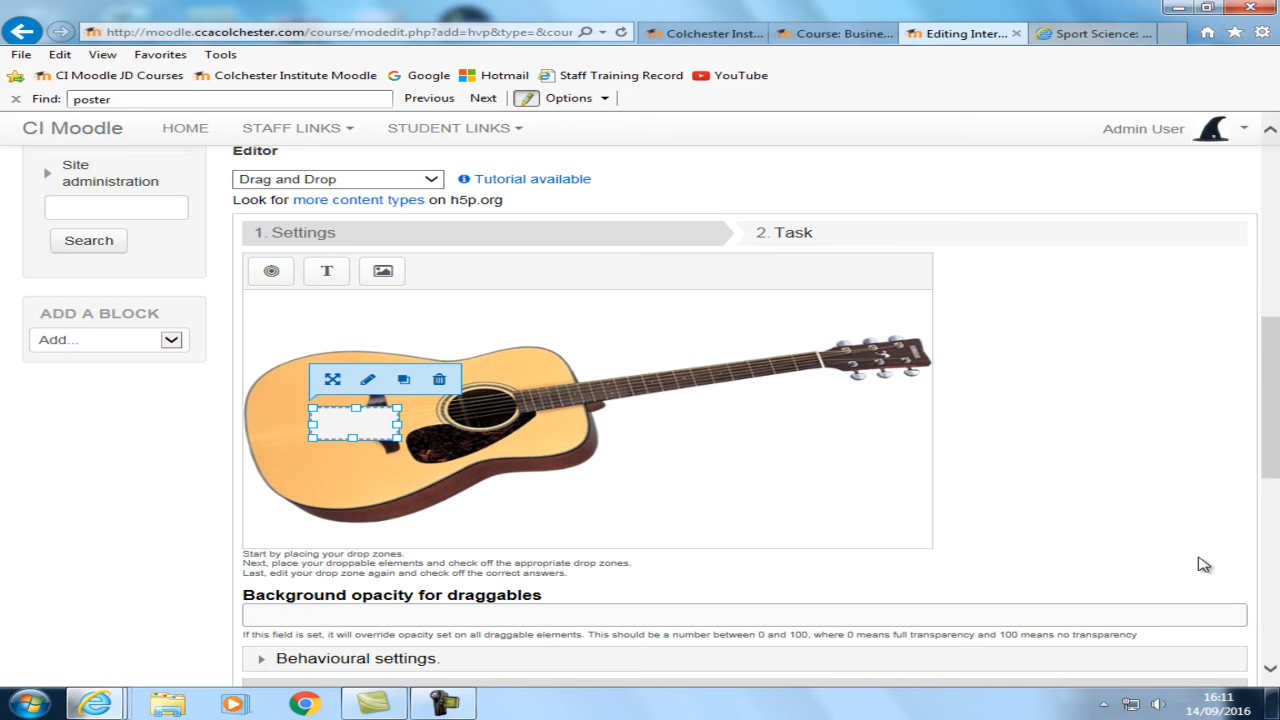 http://moodle.ccacolchester.com/course/modedit.php?add=hvp&type=&cour
Colchester Inst...
Course: Busine...
Editing Inter...
Sport Science: ...
File Edit View Favorites Tools
CI Moodle JD Courses
Colchester Institute Moodle
Google
Hotmail
Staff Training Record
YouTube
Find: poster
Previous Next
Options
CI Moodle
HOME
STAFF LINKS
STUDENT LINKS
Admin User
Site
administration
Search
ADD A BLOCK
Add...
Editor
Drag and Drop
Tutorial available
Look for more content types on h5p.org
1. Settings
2. Task
T
Start by placing your drop zones.
Next, place your droppable elements and check off the appropriate drop zones.
Last, edit your drop zone again and check off the correct answers.
Background opacity for draggables
If this field is set, it will override opacity set on all draggable elements. This should be a number between 0 and 100, where 0 means full transparency and 100 means no transparency
Behavioural settings.
16:11
14/09/2016